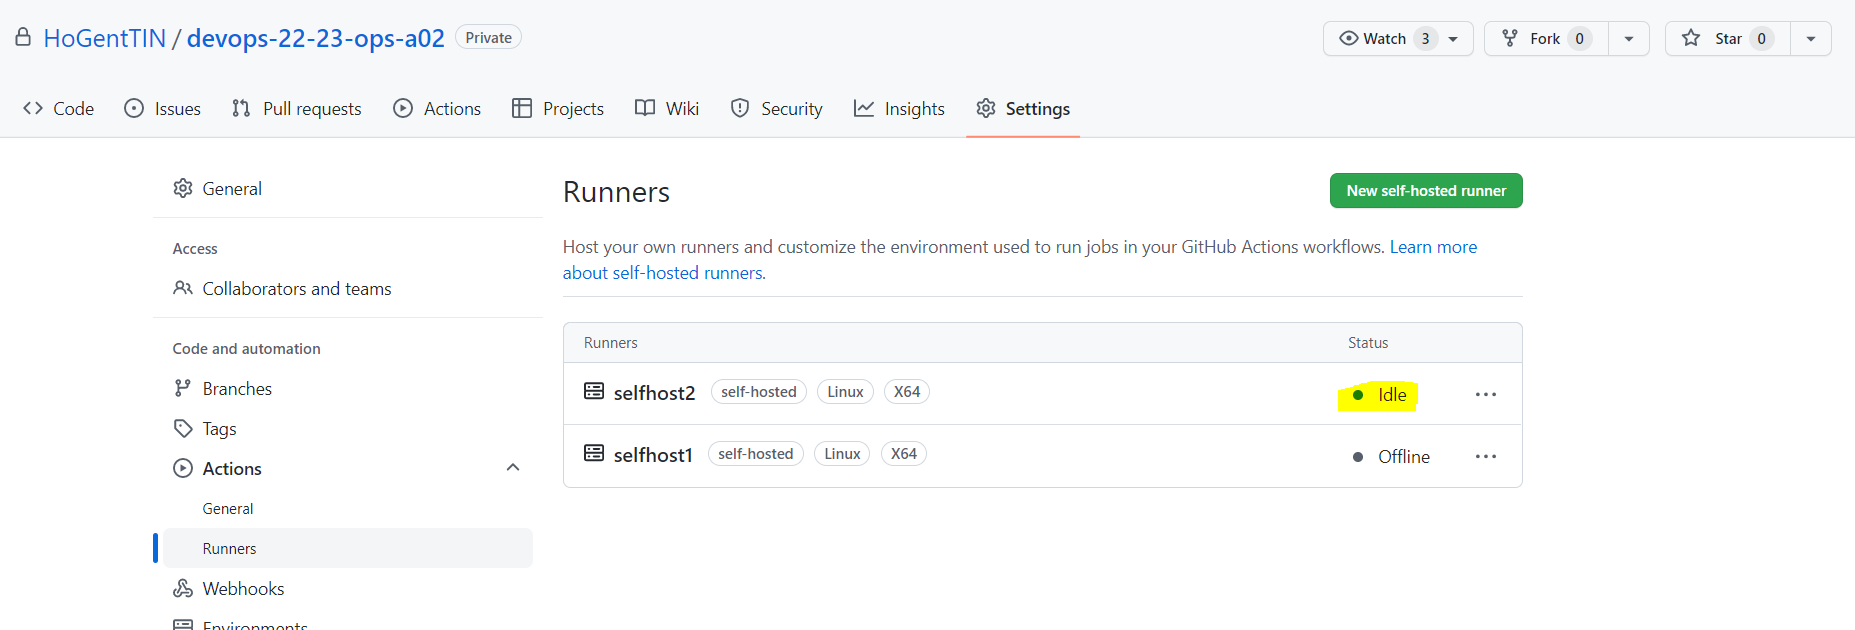 HoGentTIN / devops-22-23-ops-a02 Private
Watch 3 Fork 0 Star 0
Code Issues Pull requests Actions Projects Wiki Security Insights Settings
General
Access
Collaborators and teams
Code and automation
Branches
Tags
Actions
General
Runners
Webhooks
Environments
Runners New self-hosted runner
Host your own runners and customize the environment used to run jobs in your GitHub Actions workflows. Learn more
about self-hosted runners.
Runners Status
selfhost2 self-hosted Linux X64 Idle
selfhost1 self-hosted Linux X64 Offline